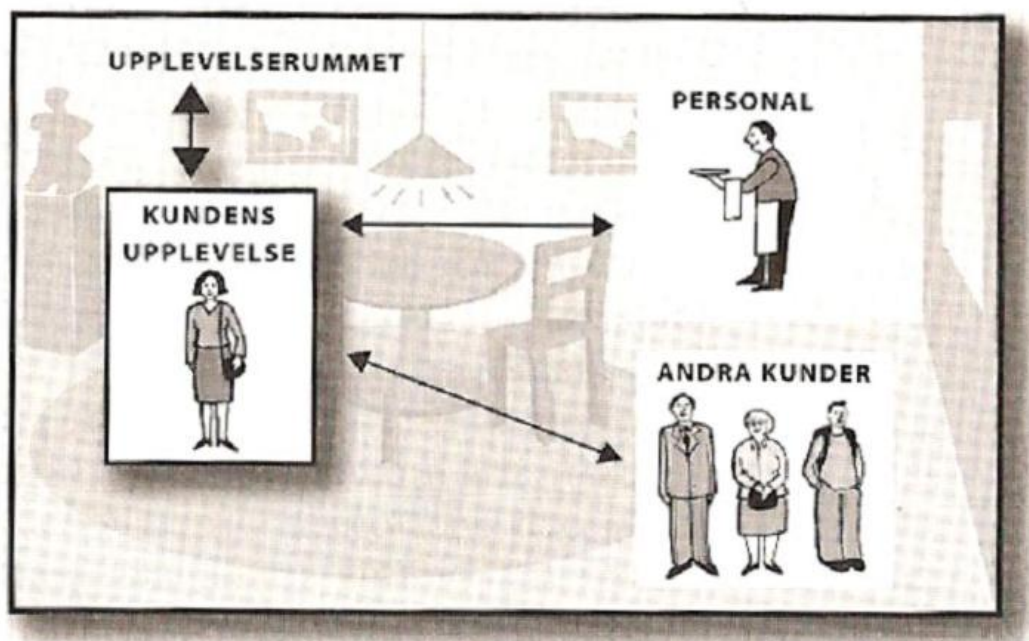 UPPLEVELSERUMMET
PERSONAL
KUNDENS
UPPLEVELSE
ANDRA KUNDER